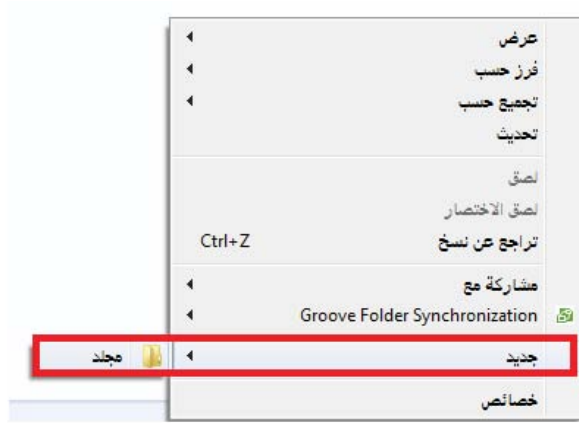 عرض
فرز حسب
تجميع حسب
تحديث
لصق
لصق الاختصار
تراجع عن نسخ Ctrl+Z
مشاركة مع
Groove Folder Synchronization
جديد مجلد
خصائص